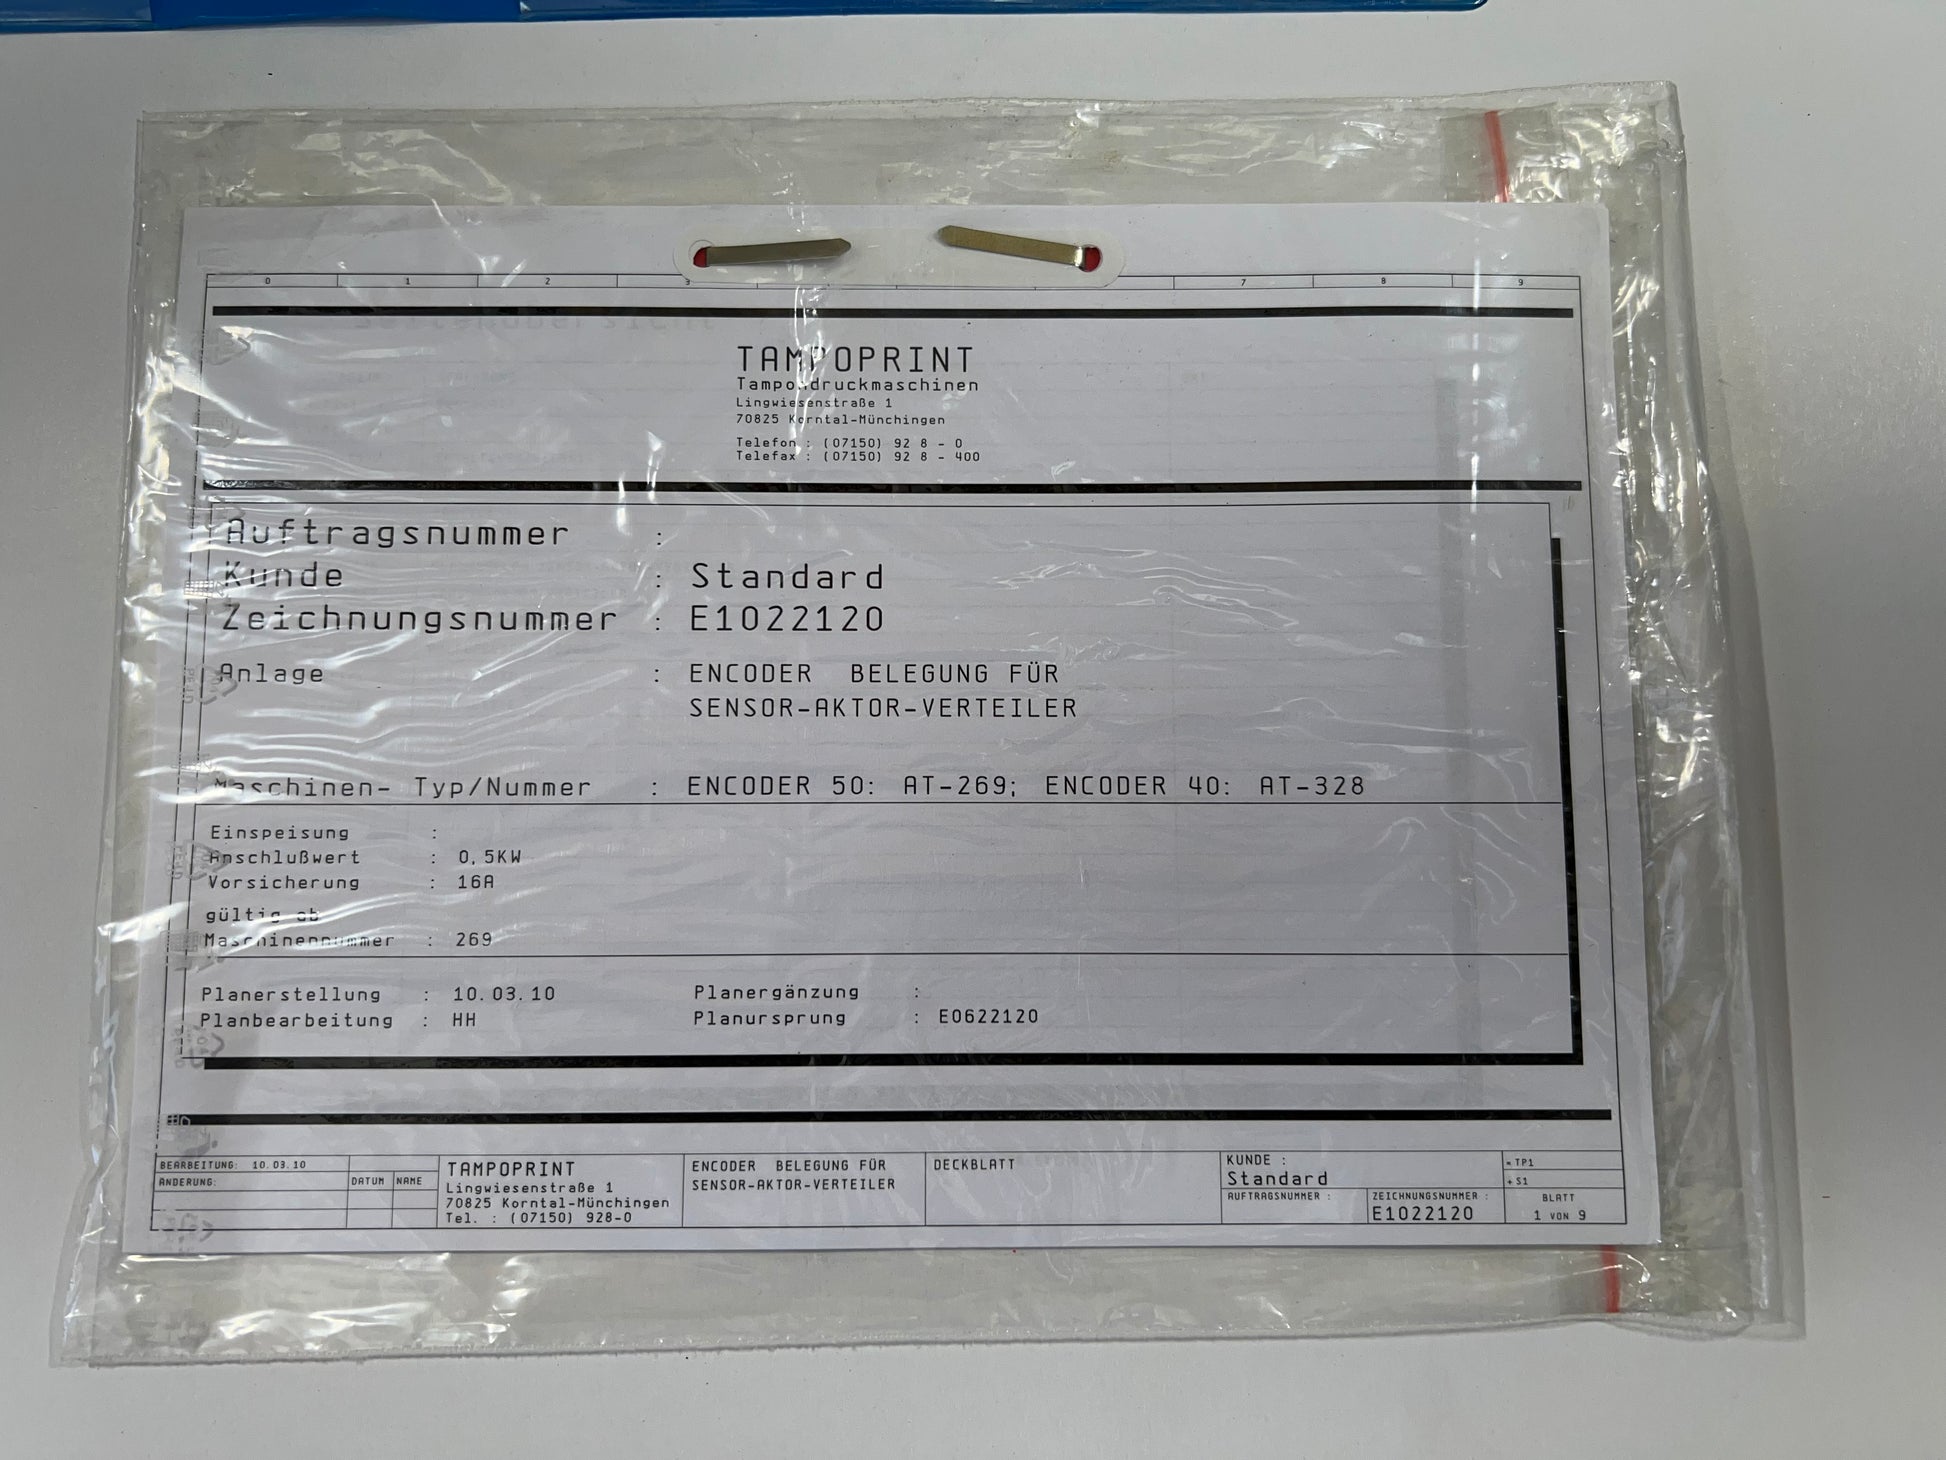 0 1 2 3 7 8 9
TAMPOPRINT
Tampondruckmaschinen
Lingwiesenstraße 1
70825 Korntal-Münchingen
Telefon : (07150) 92 8 - 0
Telefax : (07150) 92 8 - 400
Auftragsnummer :
Kunde : Standard
Zeichnungsnummer : E1022120
Anlage : ENCODER BELEGUNG FÜR
SENSOR-AKTOR-VERTEILER
Maschinen- Typ/Nummer : ENCODER 50: AT-269; ENCODER 40: AT-328
Einspeisung :
Anschlußwert : 0,5KW
Vorsicherung : 16A
gültig ab
Maschinennummer : 269
Planerstellung : 10.03.10 Planergänzung :
Planbearbeitung : HH Planursprung : E0622120
BEARBEITUNG: 10.03.10
ÄNDERUNG:
DATUM NAME
TAMPOPRINT
Lingwiesenstraße 1
70825 Korntal-Münchingen
Tel. : (07150) 928-0
ENCODER BELEGUNG FÜR
SENSOR-AKTOR-VERTEILER
DECKBLATT
KUNDE :
Standard
AUFTRAGSNUMMER :
ZEICHNUNGSNUMMER :
E1022120
= TP1
+ S1
BLATT
1 VON 9